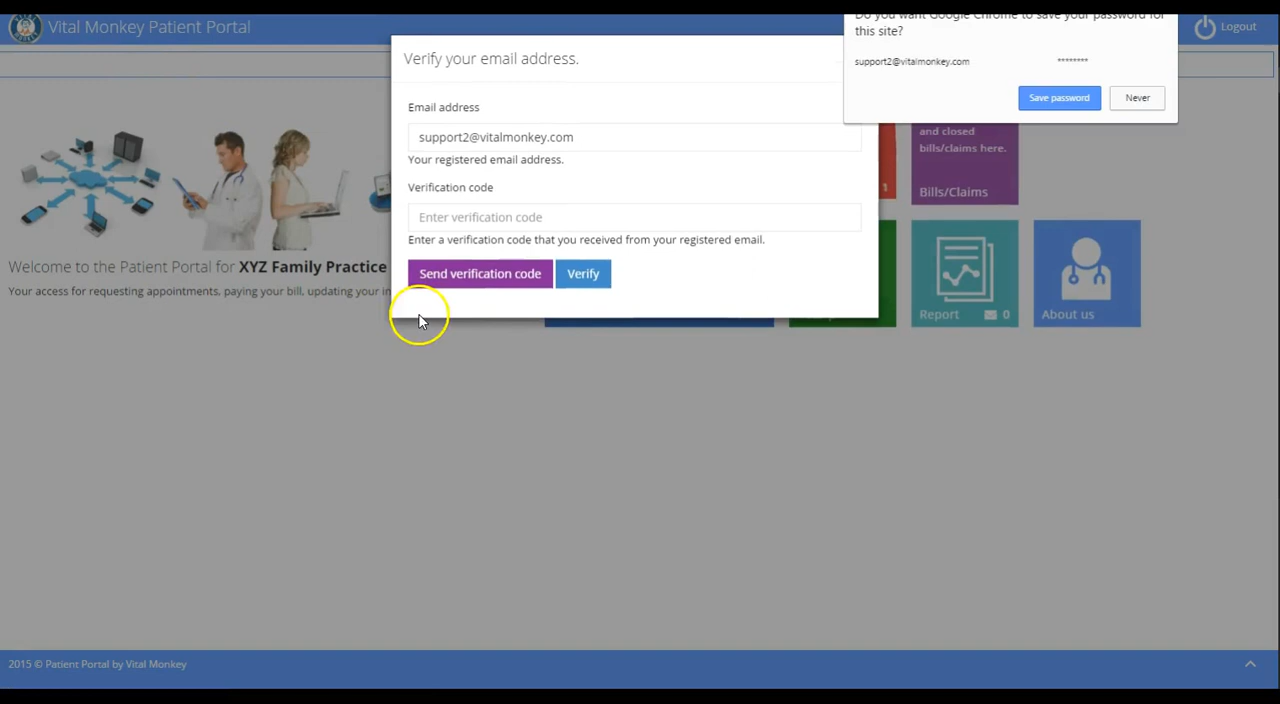 Vital Monkey Patient Portal
Do you want Google Chrome to save your password for
this site?
support2@vitalmonkey.com ********
Save password Never
Logout
Verify your email address.
Email address
support2@vitalmonkey.com
Your registered email address.
Verification code
Enter verification code
Enter a verification code that you received from your registered email.
Send verification code Verify
and closed
bills/claims here.
1
Bills/Claims
Welcome to the Patient Portal for XYZ Family Practice
Your access for requesting appointments, paying your bill, updating your in
Report 0
About us
2015 © Patient Portal by Vital Monkey